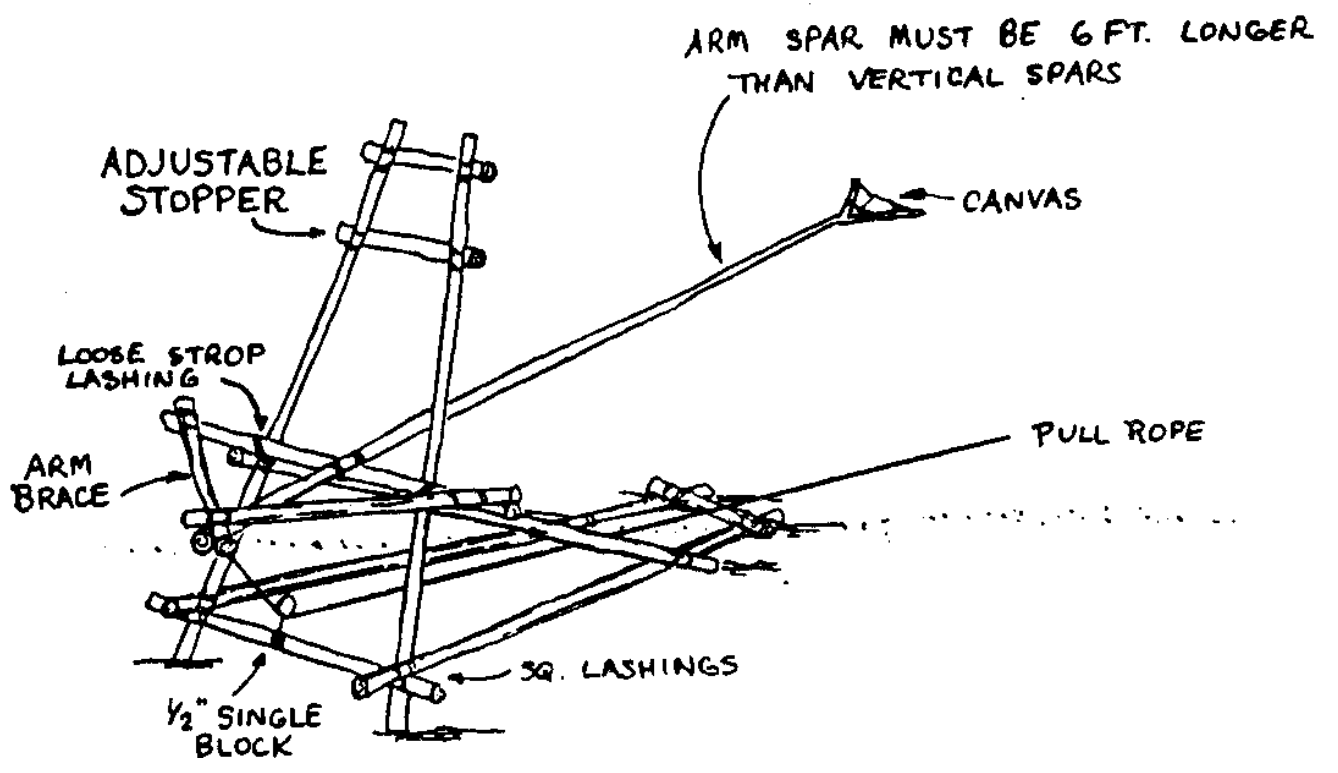 ARM SPAR MUST BE 6 FT. LONGER
THAN VERTICAL SPARS
ADJUSTABLE
STOPPER
CANVAS
LOOSE STROP
LASHING
ARM
BRACE
PULL ROPE
SQ. LASHINGS
1/2" SINGLE
BLOCK